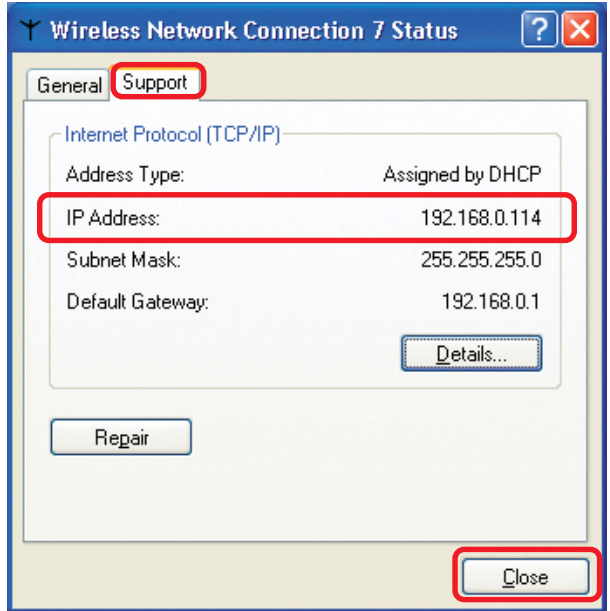 Wireless Network Connection 7 Status
General Support
Internet Protocol (TCP/IP)
Address Type: Assigned by DHCP
IP Address: 192.168.0.114
Subnet Mask: 255.255.255.0
Default Gateway: 192.168.0.1
Details...
Repair
Close